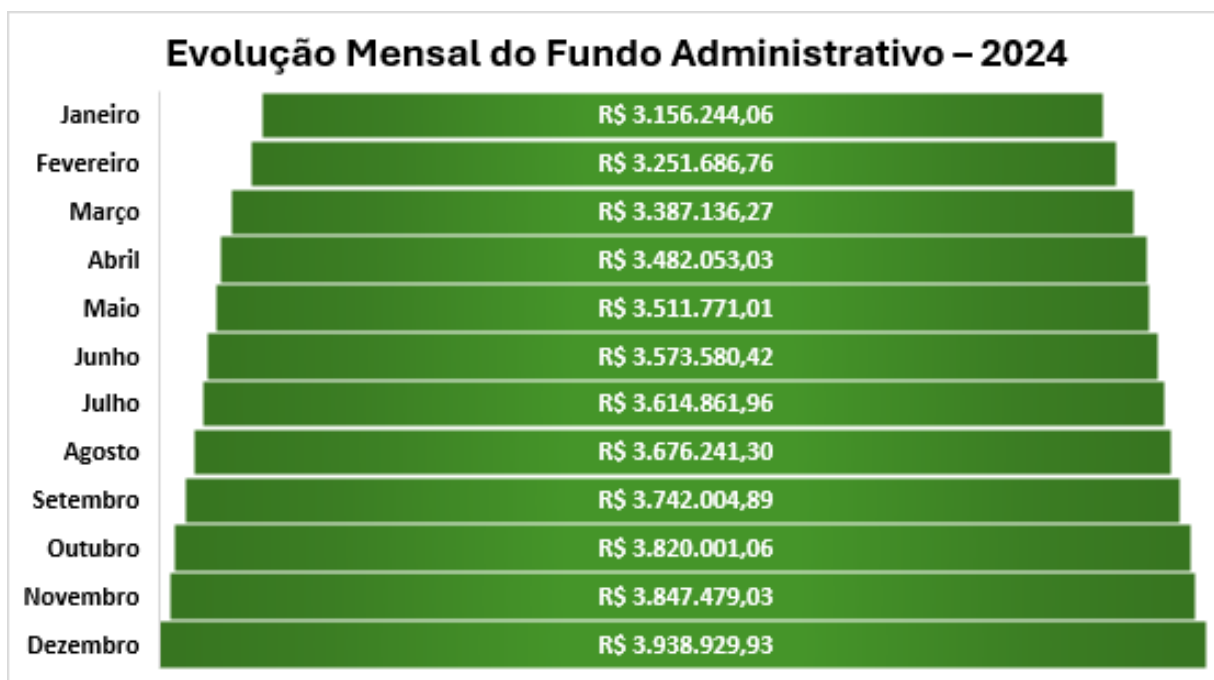 Evolução Mensal do Fundo Administrativo – 2024
Janeiro R$ 3.156.244,06
Fevereiro R$ 3.251.686,76
Março R$ 3.387.136,27
Abril R$ 3.482.053,03
Maio R$ 3.511.771,01
Junho R$ 3.573.580,42
Julho R$ 3.614.861,96
Agosto R$ 3.676.241,30
Setembro R$ 3.742.004,89
Outubro R$ 3.820.001,06
Novembro R$ 3.847.479,03
Dezembro R$ 3.938.929,93